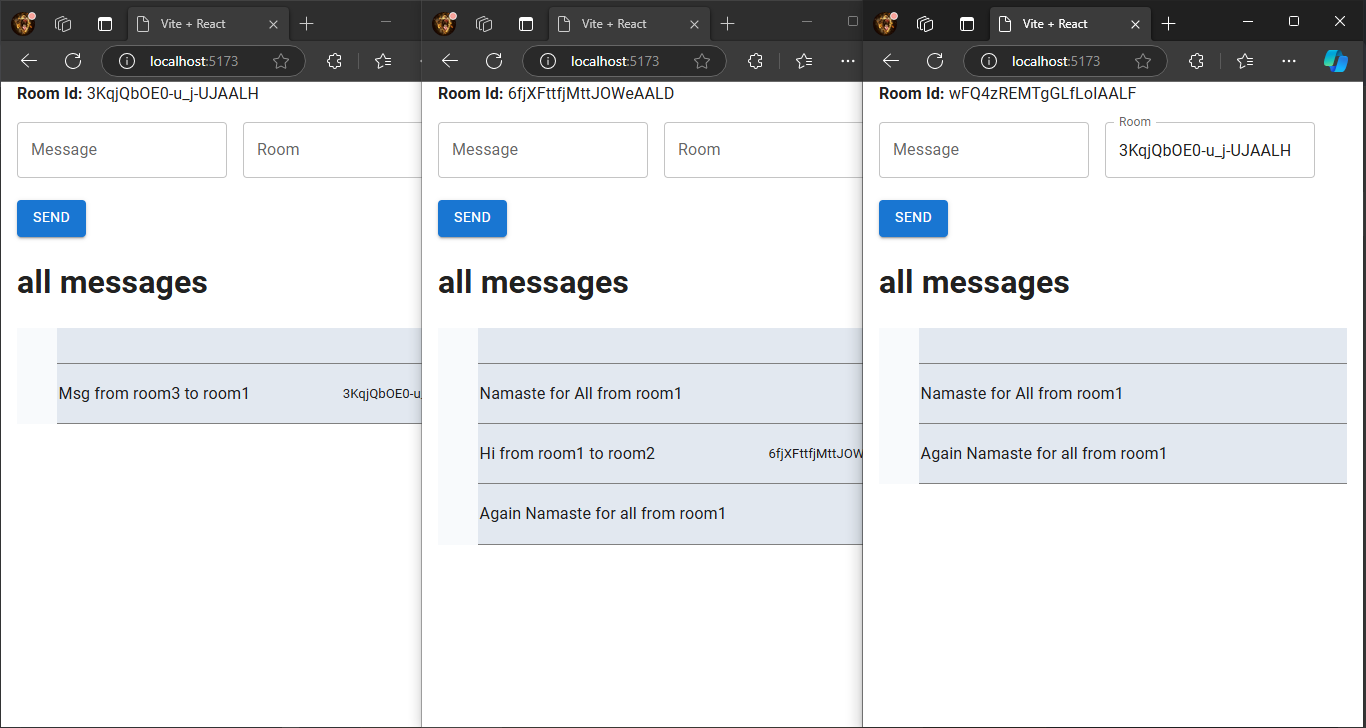 Vite + React
localhost:5173
Room Id: 3KqjQbOE0-u_j-UJAALH
Message
Room
SEND
all messages
Msg from room3 to room1 3KqjQbOE0-u
Vite + React
localhost:5173
Room Id: 6fjXFttfjMttJOWeAALD
Message
Room
SEND
all messages
Namaste for All from room1
Hi from room1 to room2 6fjXFttfjMttJOW
Again Namaste for all from room1
Vite + React
localhost:5173
Room Id: wFQ4zREMTgGLfLoIAALF
Message
Room
3KqjQbOE0-u_j-UJAALH
SEND
all messages
Namaste for All from room1
Again Namaste for all from room1